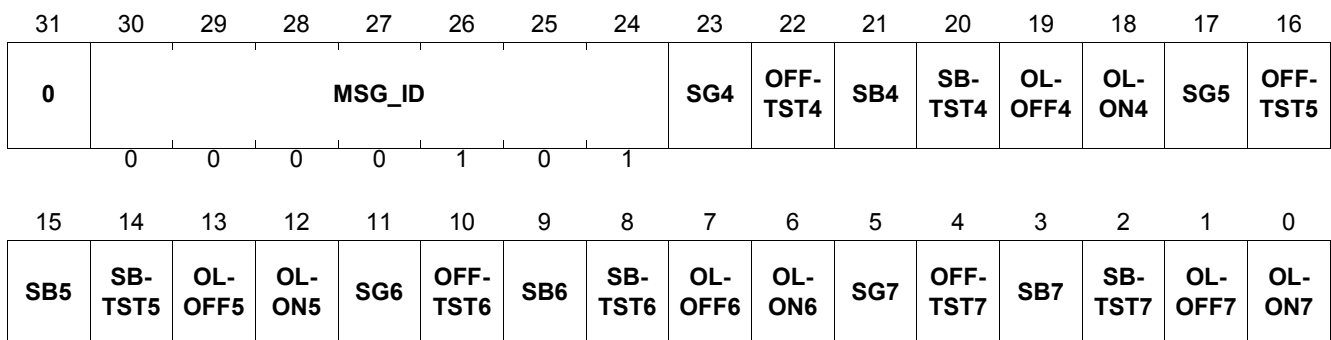 31 30 29 28 27 26 25 24 23 22 21 20 19 18 17 16
0 MSG_ID SG4 OFF-TST4 SB4 SB-TST4 OL-OFF4 OL-ON4 SG5 OFF-TST5
0 0 0 0 1 0 1
15 14 13 12 11 10 9 8 7 6 5 4 3 2 1 0
SB5 SB-TST5 OL-OFF5 OL-ON5 SG6 OFF-TST6 SB6 SB-TST6 OL-OFF6 OL-ON6 SG7 OFF-TST7 SB7 SB-TST7 OL-OFF7 OL-ON7